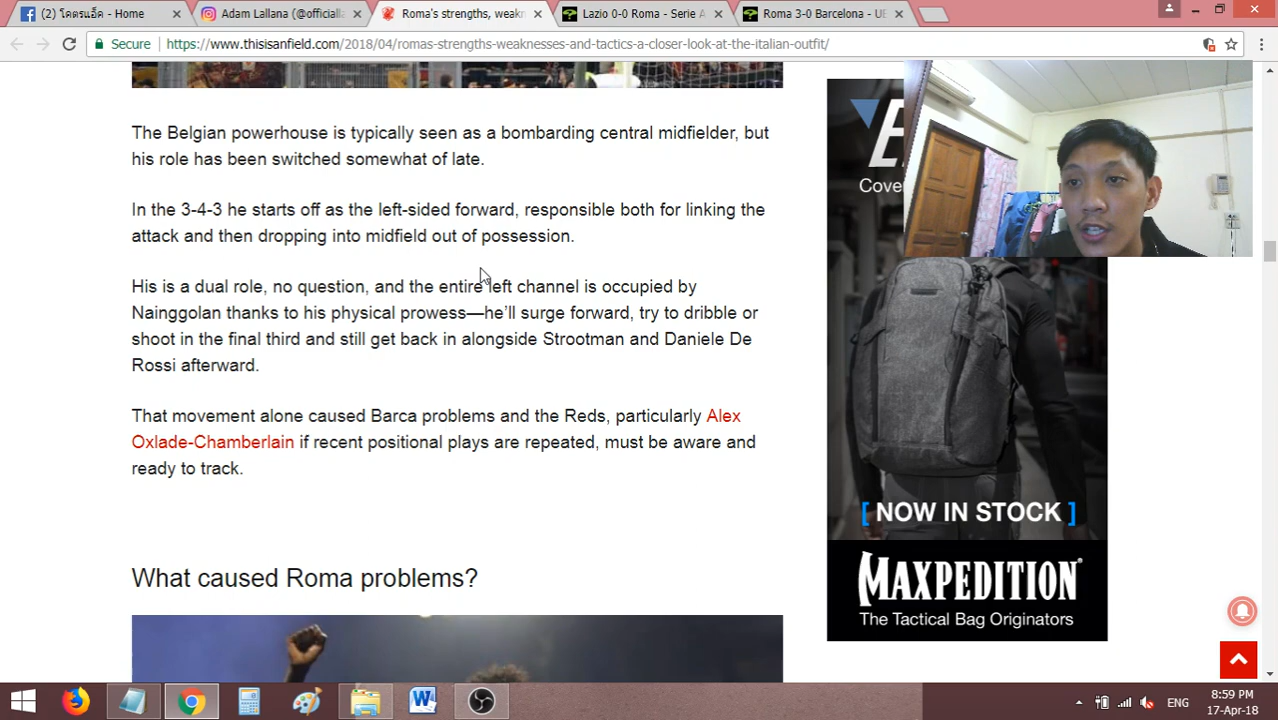 (2) โคตรแอ็ด - Home
Adam Lallana (@officiall
Roma's strengths, weakn
Lazio 0-0 Roma - Serie A
Roma 3-0 Barcelona - UE
Secure
https://www.thisisanfield.com/2018/04/romas-strengths-weaknesses-and-tactics-a-closer-look-at-the-italian-outfit/
The Belgian powerhouse is typically seen as a bombarding central midfielder, but
his role has been switched somewhat of late.
In the 3-4-3 he starts off as the left-sided forward, responsible both for linking the
attack and then dropping into midfield out of possession.
His is a dual role, no question, and the entire left channel is occupied by
Nainggolan thanks to his physical prowess—he'll surge forward, try to dribble or
shoot in the final third and still get back in alongside Strootman and Daniele De
Rossi afterward.
That movement alone caused Barca problems and the Reds, particularly Alex
Oxlade-Chamberlain if recent positional plays are repeated, must be aware and
ready to track.
What caused Roma problems?
Cover
[ NOW IN STOCK ]
MAXPEDITION
The Tactical Bag Originators
ENG
8:59 PM
17-Apr-18